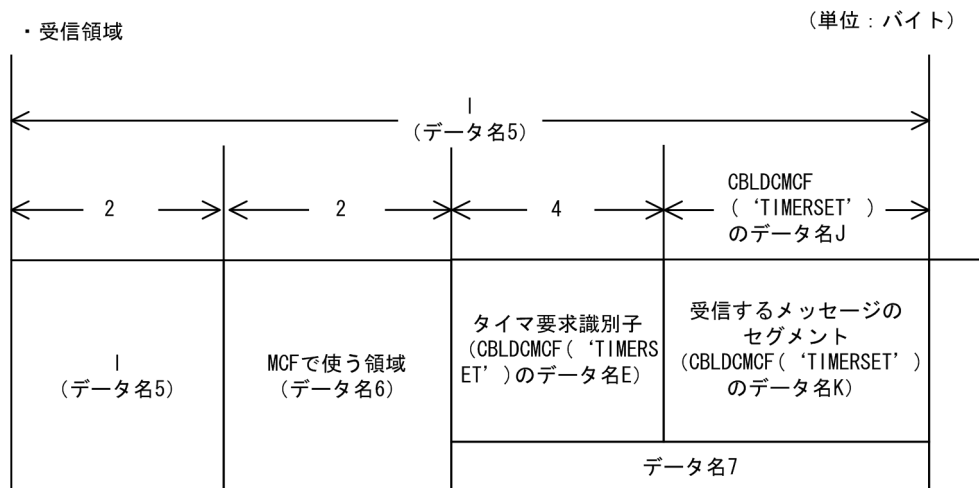 ・受信領域
(単位：バイト)
l
(データ名5)
2
2
4
CBLDCMCF
(‘TIMERSET’)
のデータ名J
l
(データ名5)
MCFで使う領域
(データ名6)
タイマ要求識別子
(CBLDCMCF(‘TIMERS
ET’)のデータ名E)
受信するメッセージの
セグメント
(CBLDCMCF(‘TIMERSET’)
のデータ名K)
データ名7